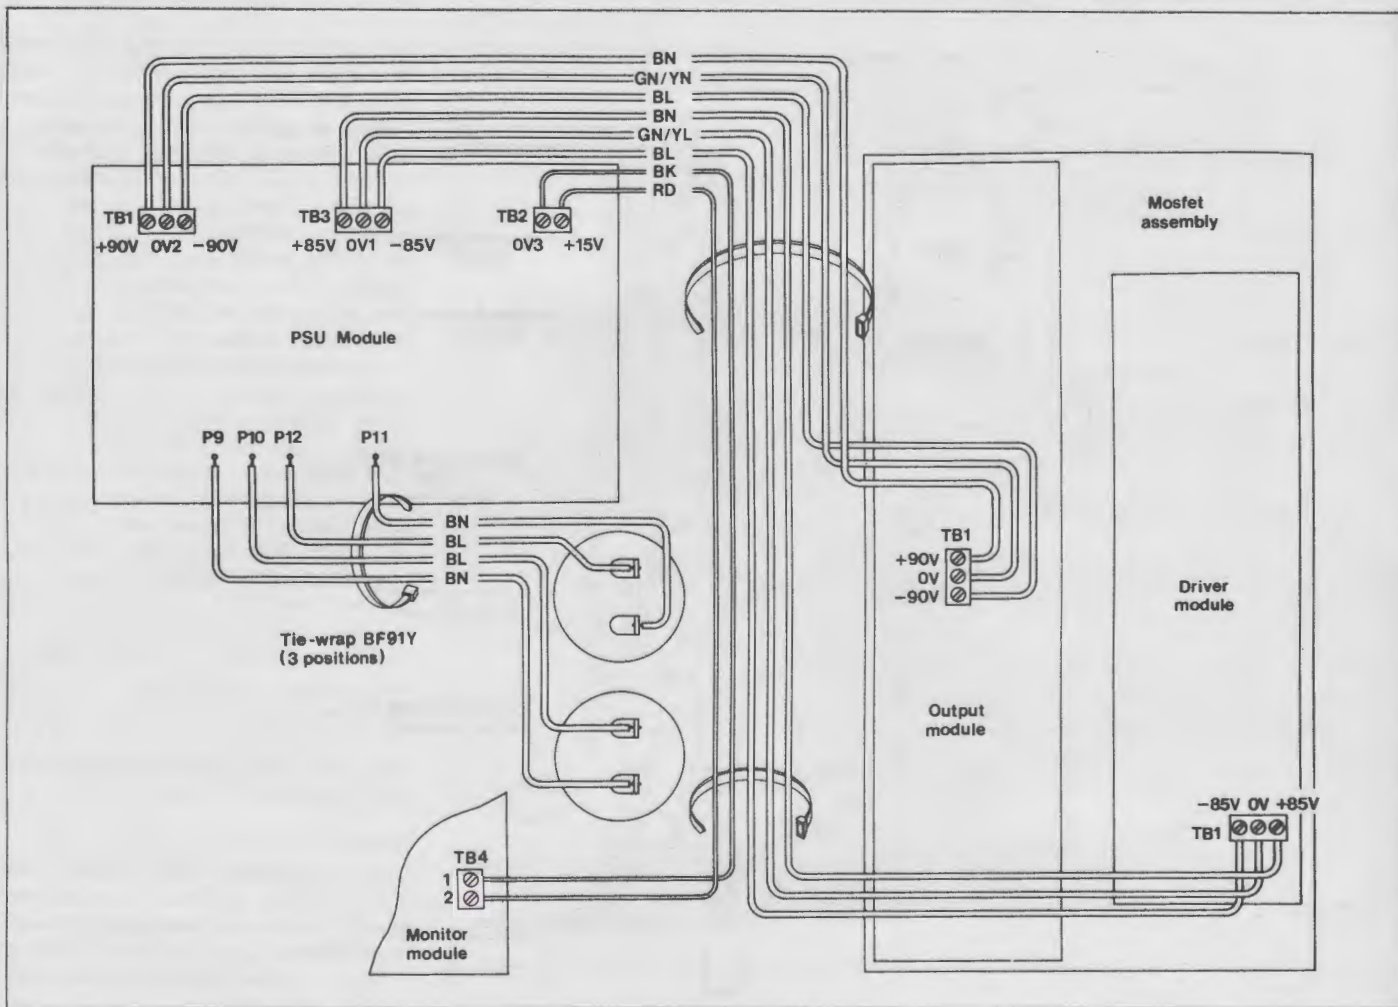 BN
GN/YN
BL
BN
GN/YL
BL
BK
RD
TB1
+90V 0V2 −90V
TB3
+85V 0V1 −85V
TB2
0V3 +15V
Mosfet
assembly
PSU Module
P9 P10 P12 P11
BN
BL
BL
BN
Tie-wrap BF91Y
(3 positions)
TB1
+90V
0V
−90V
Driver
module
Output
module
−85V 0V +85V
TB1
TB4
1
2
Monitor
module